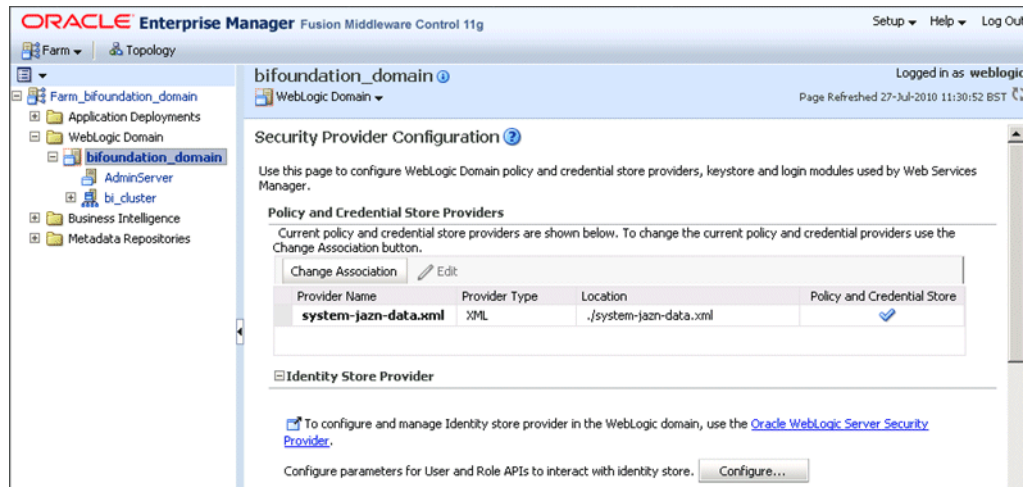 ORACLE Enterprise Manager Fusion Middleware Control 11g
Setup Help Log Out
Farm Topology
Farm_bifoundation_domain
Application Deployments
WebLogic Domain
bifoundation_domain
AdminServer
bi_cluster
Business Intelligence
Metadata Repositories
bifoundation_domain
Logged in as weblogic
WebLogic Domain
Page Refreshed 27-Jul-2010 11:30:52 BST
Security Provider Configuration
Use this page to configure WebLogic Domain policy and credential store providers, keystore and login modules used by Web Services
Manager.
Policy and Credential Store Providers
Current policy and credential store providers are shown below. To change the current policy and credential providers use the
Change Association button.
Change Association Edit
Provider Name Provider Type Location Policy and Credential Store
system-jazn-data.xml XML ./system-jazn-data.xml
Identity Store Provider
To configure and manage Identity store provider in the WebLogic domain, use the Oracle WebLogic Server Security
Provider.
Configure parameters for User and Role APIs to interact with identity store. Configure...